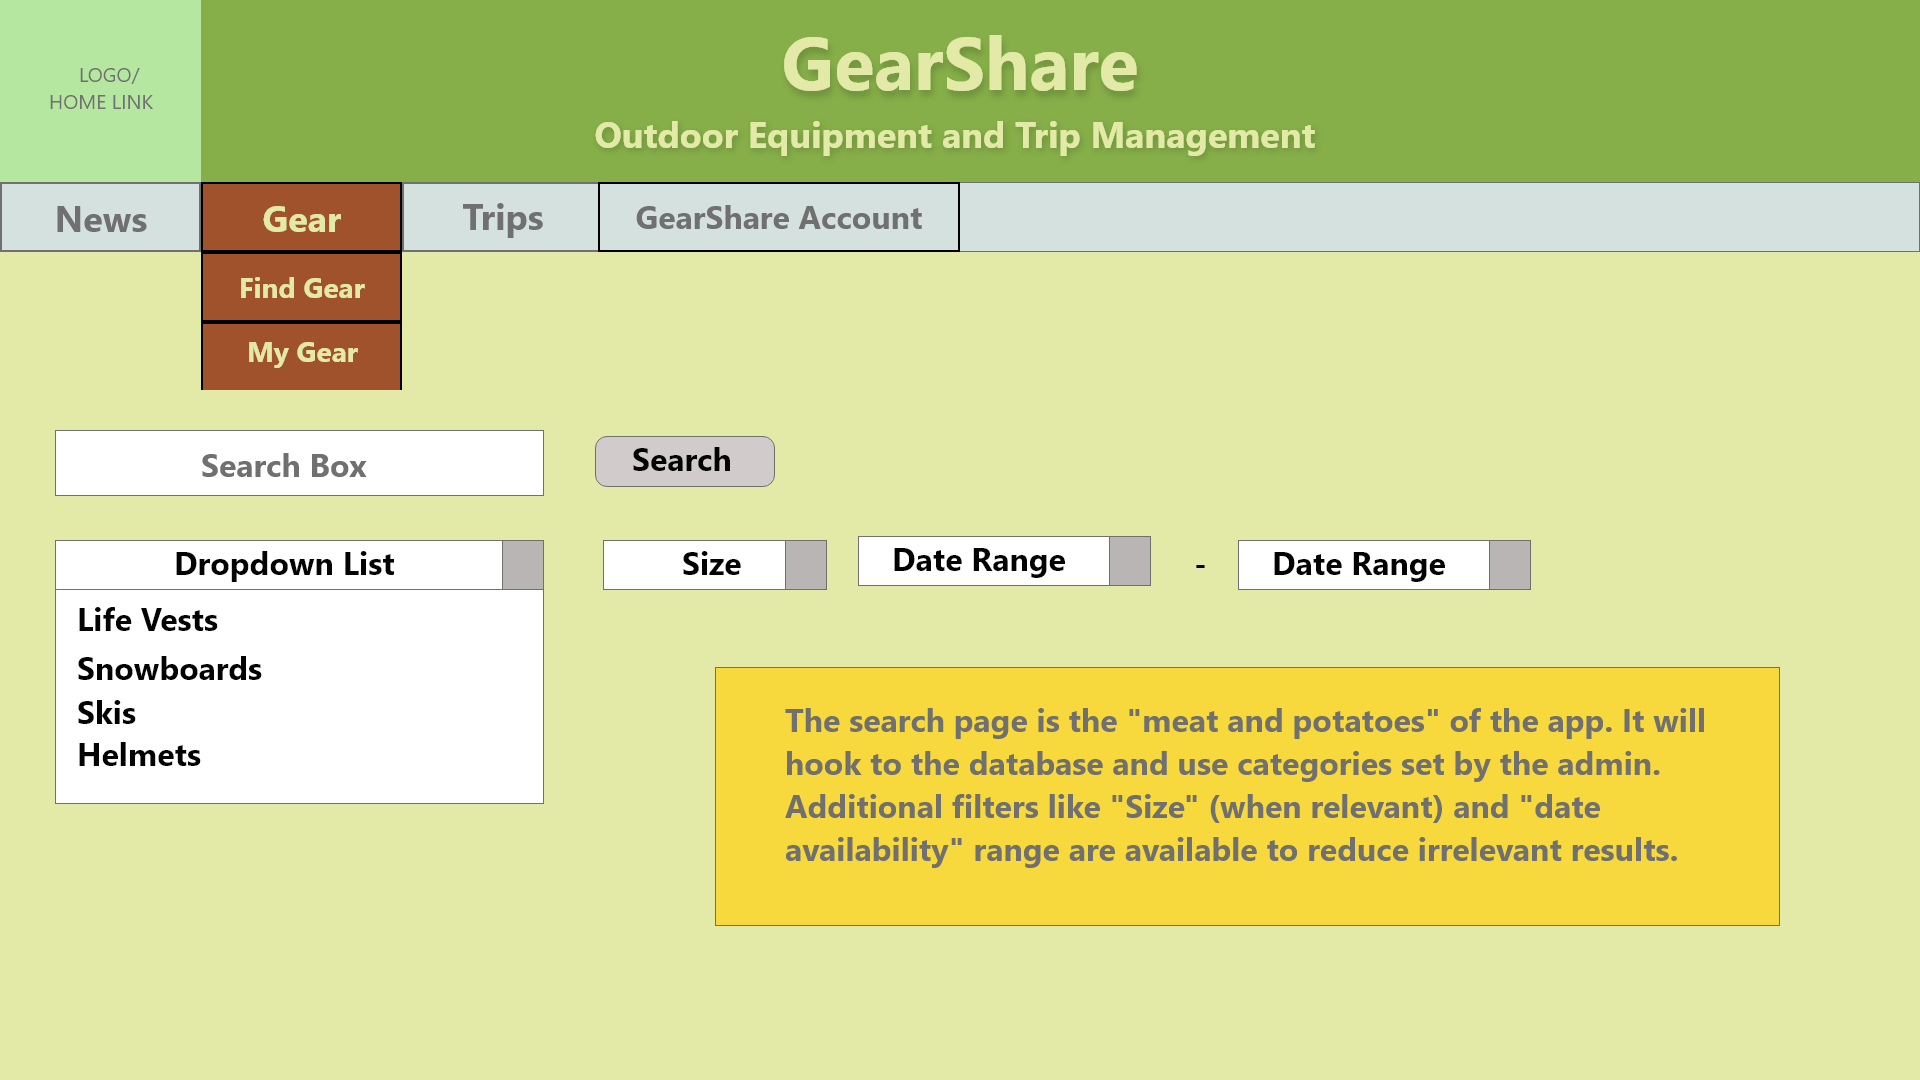 LOGO/
HOME LINK
GearShare
Outdoor Equipment and Trip Management
News
Gear
Trips
GearShare Account
Find Gear
My Gear
Search Box
Search
Dropdown List
Size
Date Range
-
Date Range
Life Vests
Snowboards
Skis
Helmets
The search page is the "meat and potatoes" of the app. It will
hook to the database and use categories set by the admin.
Additional filters like "Size" (when relevant) and "date
availability" range are available to reduce irrelevant results.